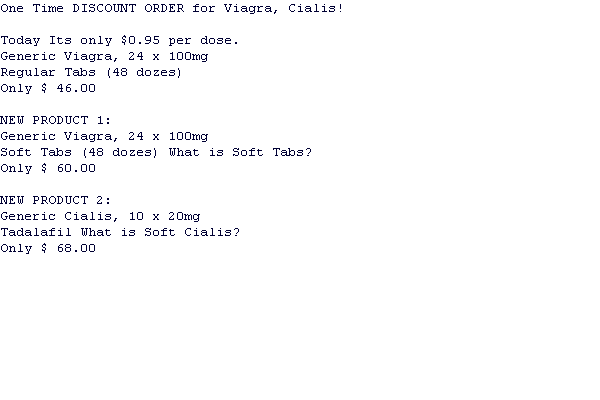 One Time DISCOUNT ORDER for Viagra, Cialis!
Today Its only $0.95 per dose.
Generic Viagra, 24 x 100mg
Regular Tabs (48 dozes)
Only $ 46.00
NEW PRODUCT 1:
Generic Viagra, 24 x 100mg
Soft Tabs (48 dozes) What is Soft Tabs?
Only $ 60.00
NEW PRODUCT 2:
Generic Cialis, 10 x 20mg
Tadalafil What is Soft Cialis?
Only $ 68.00